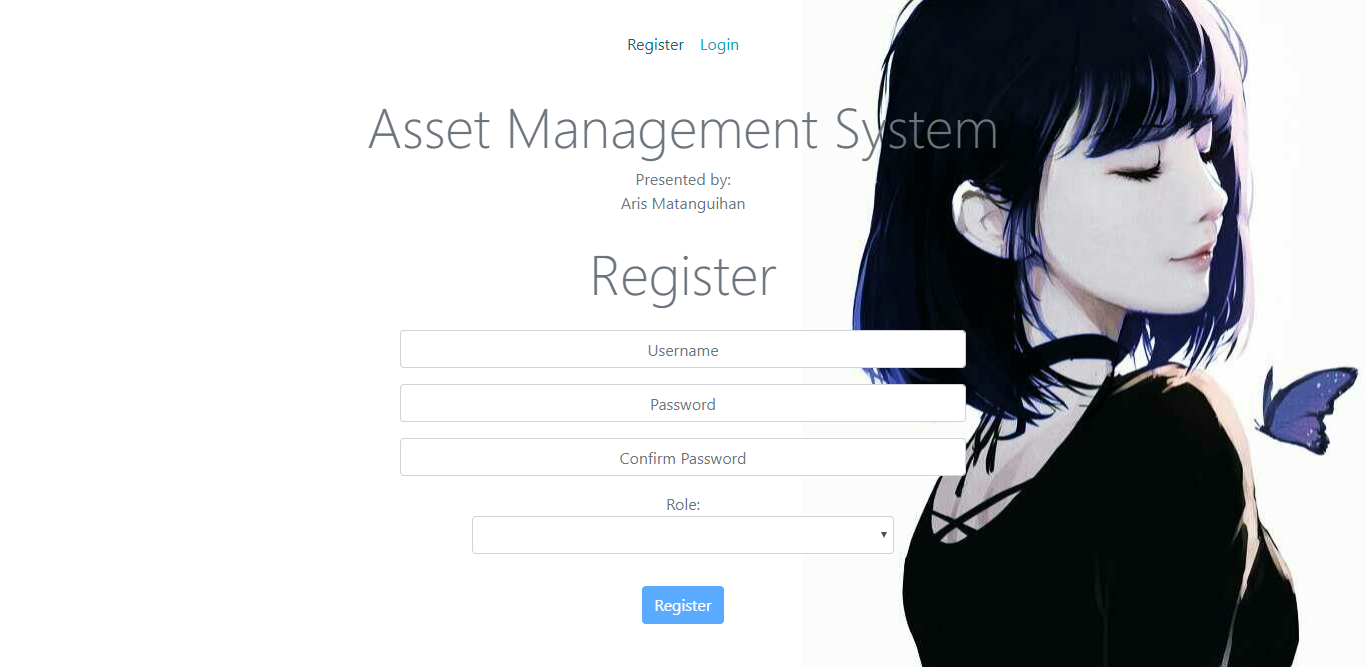 Register Login
Asset Management System
Presented by:
Aris Matanguihan
Register
Username
Password
Confirm Password
Role:
Register